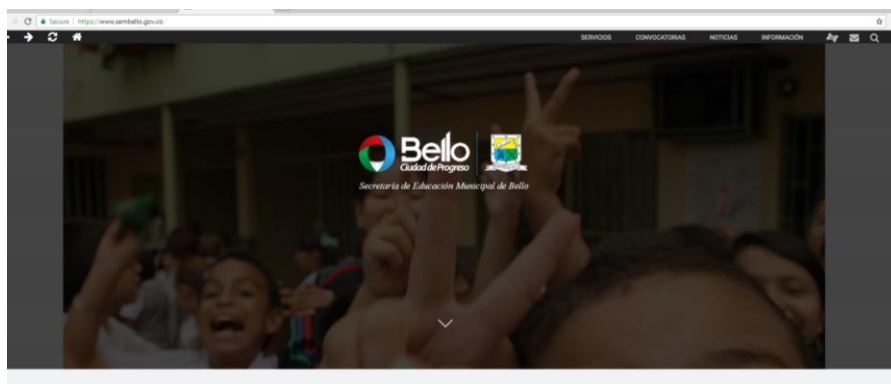 Secure | https://www.sembello.gov.co
SERVICIOS CONVOCATORIAS NOTICIAS INFORMACIÓN
Bello
Ciudad de Progreso
Secretaría de Educación Municipal de Bello